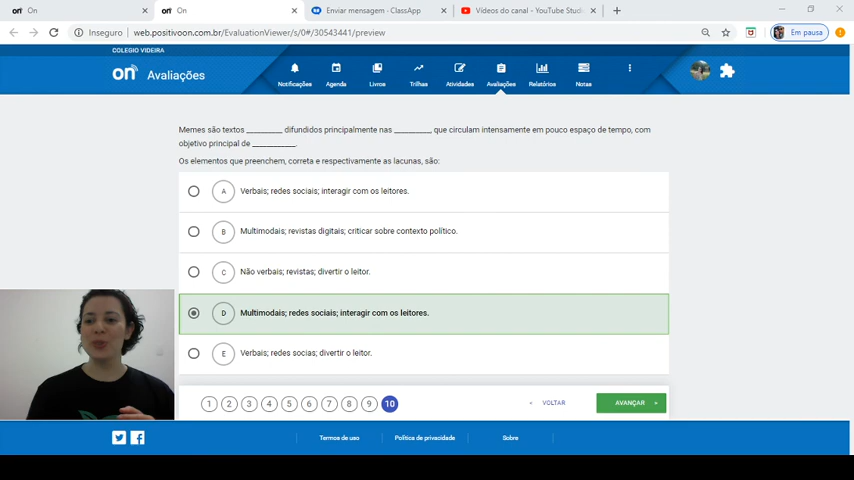 On
On
Enviar mensagem - ClassApp
Vídeos do canal - YouTube Studi
Inseguro
web.positivoon.com.br/EvaluationViewer/s/0#/30543441/preview
Em pausa
COLEGIO VIDEIRA
on Avaliações
Notificações
Agenda
Livros
Trilhas
Atividades
Avaliações
Relatórios
Notas
Memes são textos __________ difundidos principalmente nas __________ que circulam intensamente em pouco espaço de tempo, com
objetivo principal de ____________.
Os elementos que preenchem, correta e respectivamente as lacunas, são:
A Verbais; redes sociais; interagir com os leitores.
B Multimodais; revistas digitais; criticar sobre contexto político.
C Não verbais; revistas; divertir o leitor.
D Multimodais; redes sociais; interagir com os leitores.
E Verbais; redes socias; divertir o leitor.
1 2 3 4 5 6 7 8 9 10
VOLTAR
AVANÇAR
Termos de uso
Política de privacidade
Sobre